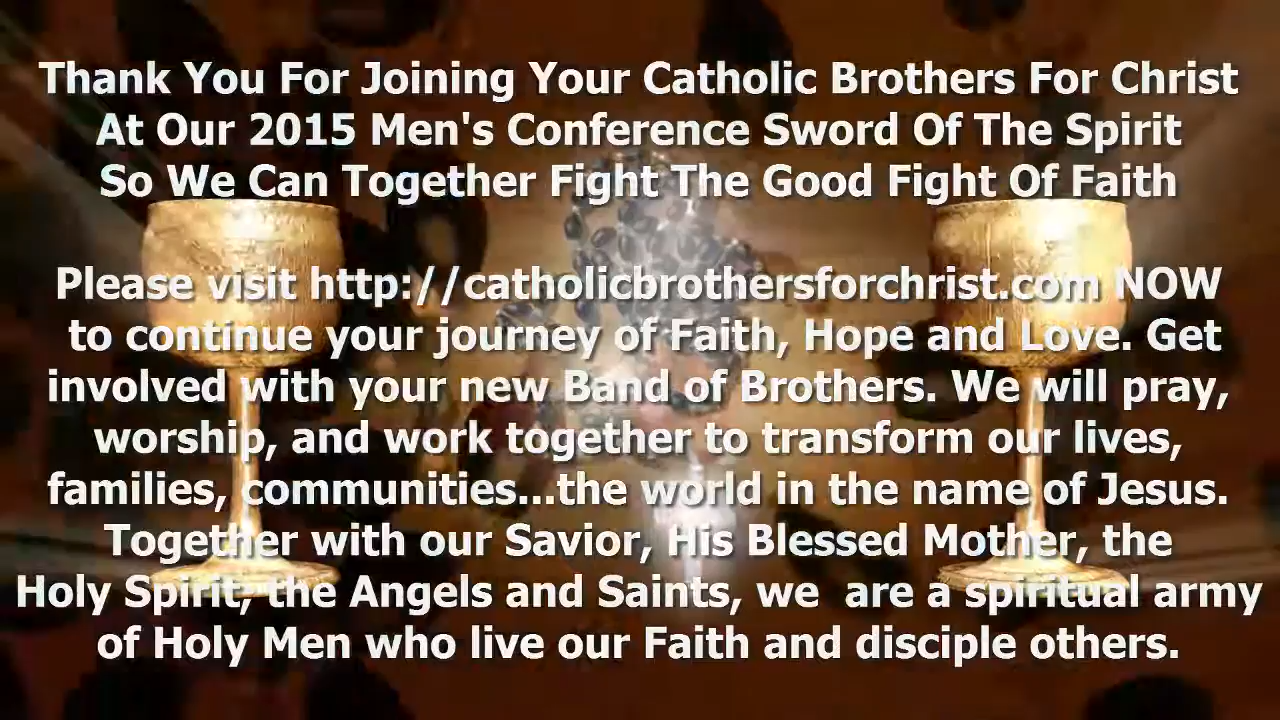 Thank You For Joining Your Catholic Brothers For Christ
At Our 2015 Men's Conference Sword Of The Spirit
So We Can Together Fight The Good Fight Of Faith
Please visit http://catholicbrothersforchrist.com NOW
to continue your journey of Faith, Hope and Love. Get
involved with your new Band of Brothers. We will pray,
worship, and work together to transform our lives,
families, communities...the world in the name of Jesus.
Together with our Savior, His Blessed Mother, the
Holy Spirit, the Angels and Saints, we  are a spiritual army
of Holy Men who live our Faith and disciple others.